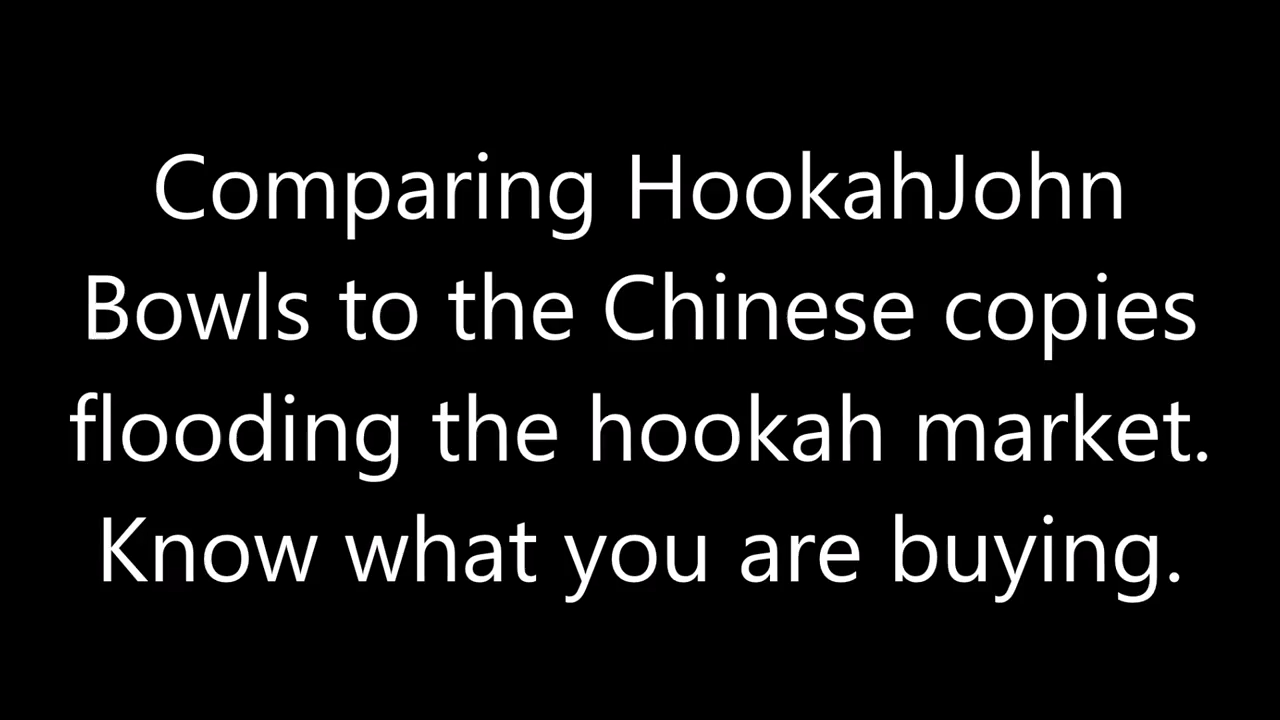 Comparing HookahJohn
Bowls to the Chinese copies
flooding the hookah market.
Know what you are buying.